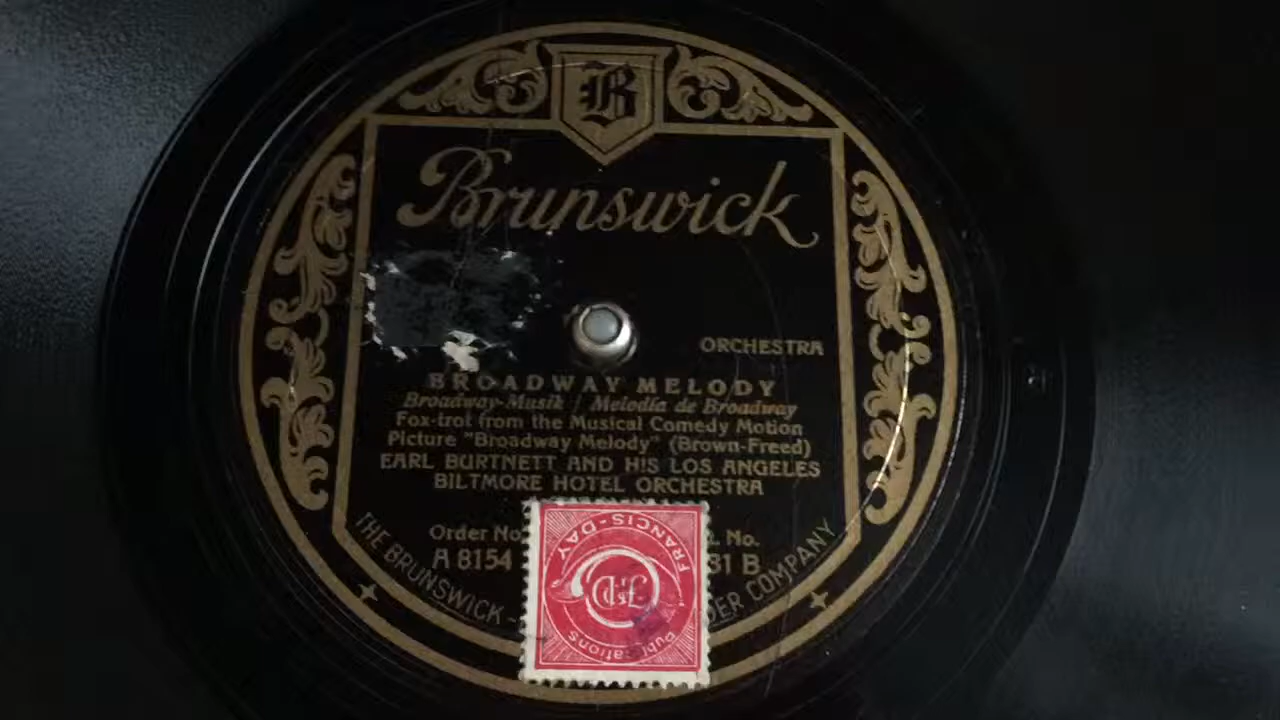 B
Brunswick
ORCHESTRA
BROADWAY MELODY
Broadway-Musik / Melodía de Broadway
Fox-trot from the Musical Comedy Motion
Picture "Broadway Melody" (Brown-Freed)
EARL BURTNETT AND HIS LOS ANGELES
BILTMORE HOTEL ORCHESTRA
Order No.
No.
A 8154
81 B
THE BRUNSWICK-
DER COMPANY
FRANCIS-DAY
Publications